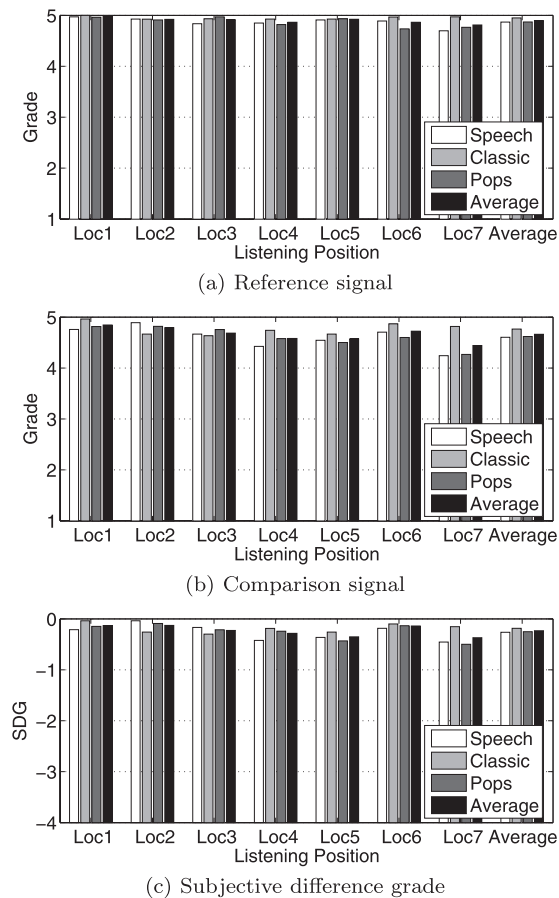 5
4
3
2
1
Grade
Speech
Classic
Pops
Average
Loc1 Loc2 Loc3 Loc4 Loc5 Loc6 Loc7 Average
Listening Position
(a) Reference signal
5
4
3
2
1
Grade
Speech
Classic
Pops
Average
Loc1 Loc2 Loc3 Loc4 Loc5 Loc6 Loc7 Average
Listening Position
(b) Comparison signal
0
−1
−2
−3
−4
SDG
Speech
Classic
Pops
Average
Loc1 Loc2 Loc3 Loc4 Loc5 Loc6 Loc7 Average
Listening Position
(c) Subjective difference grade